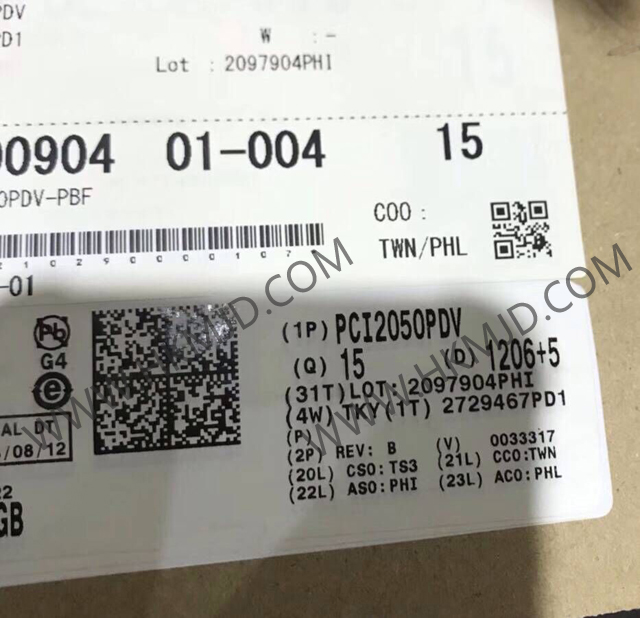 PDV
D1
W : -
Lot : 2097904PHI
00904 01-004 15
0PDV-PBF
COO :
TWN/PHL
-01
Pb
G4
e
(1P) PCI2050PDV
(Q) 15 (D) 1206+5
(31T)LOT: 2097904PHI
(4W) TKY(1T) 2729467PD1
(P)
(2P) REV: B (V) 0033317
(20L) CSO:TS3 (21L) CCO:TWN
(22L) ASO:PHI (23L) ACO:PHL
AL DT
/08/12
22
GB
WWW.HKMJD.COM
WWW.HKMJD.COM